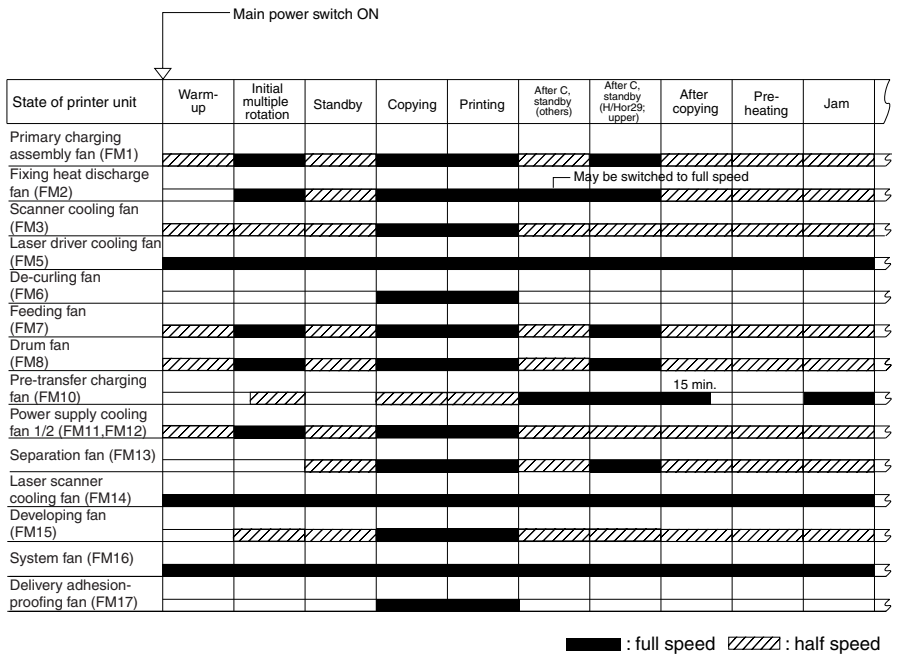 Main power switch ON
State of printer unit
Warm-
up
Initial
multiple
rotation
Standby
Copying
Printing
After C,
standby
(others)
After C,
standby
(H/Hor29;
upper)
After
copying
Pre-
heating
Jam
Primary charging
assembly fan (FM1)
Fixing heat discharge
fan (FM2)
May be switched to full speed
Scanner cooling fan
(FM3)
Laser driver cooling fan
(FM5)
De-curling fan
(FM6)
Feeding fan
(FM7)
Drum fan
(FM8)
Pre-transfer charging
fan (FM10)
15 min.
Power supply cooling
fan 1/2 (FM11,FM12)
Separation fan (FM13)
Laser scanner
cooling fan (FM14)
Developing fan
(FM15)
System fan (FM16)
Delivery adhesion-
proofing fan (FM17)
: full speed
: half speed